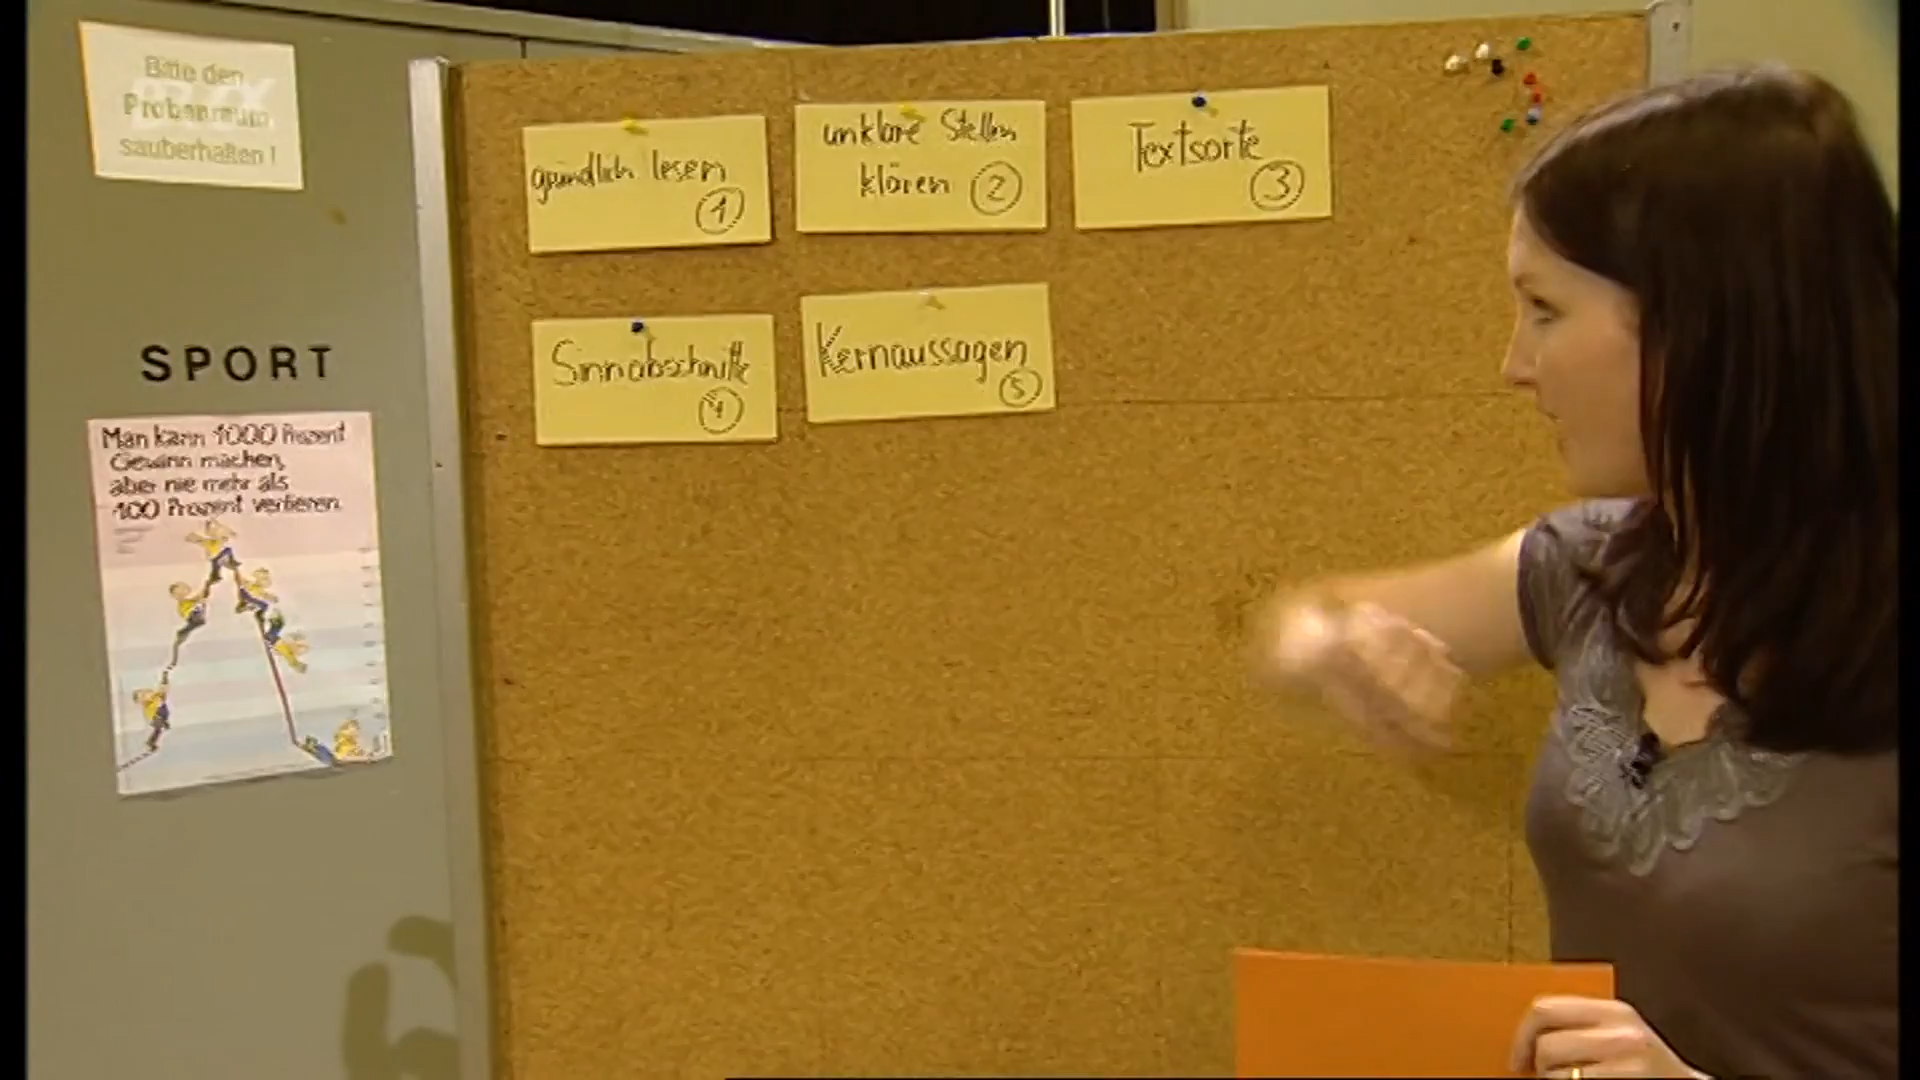 Bitte den
Probenraum
sauberhalten!
SPORT
Man kann 1000 Prozent
Gewinn machen,
aber nie mehr als
100 Prozent verlieren.
gründlich lesen
1
unklare Stellen
klären 2
Textsorte
3
Sinnabschnitte
4
Kernaussagen
5